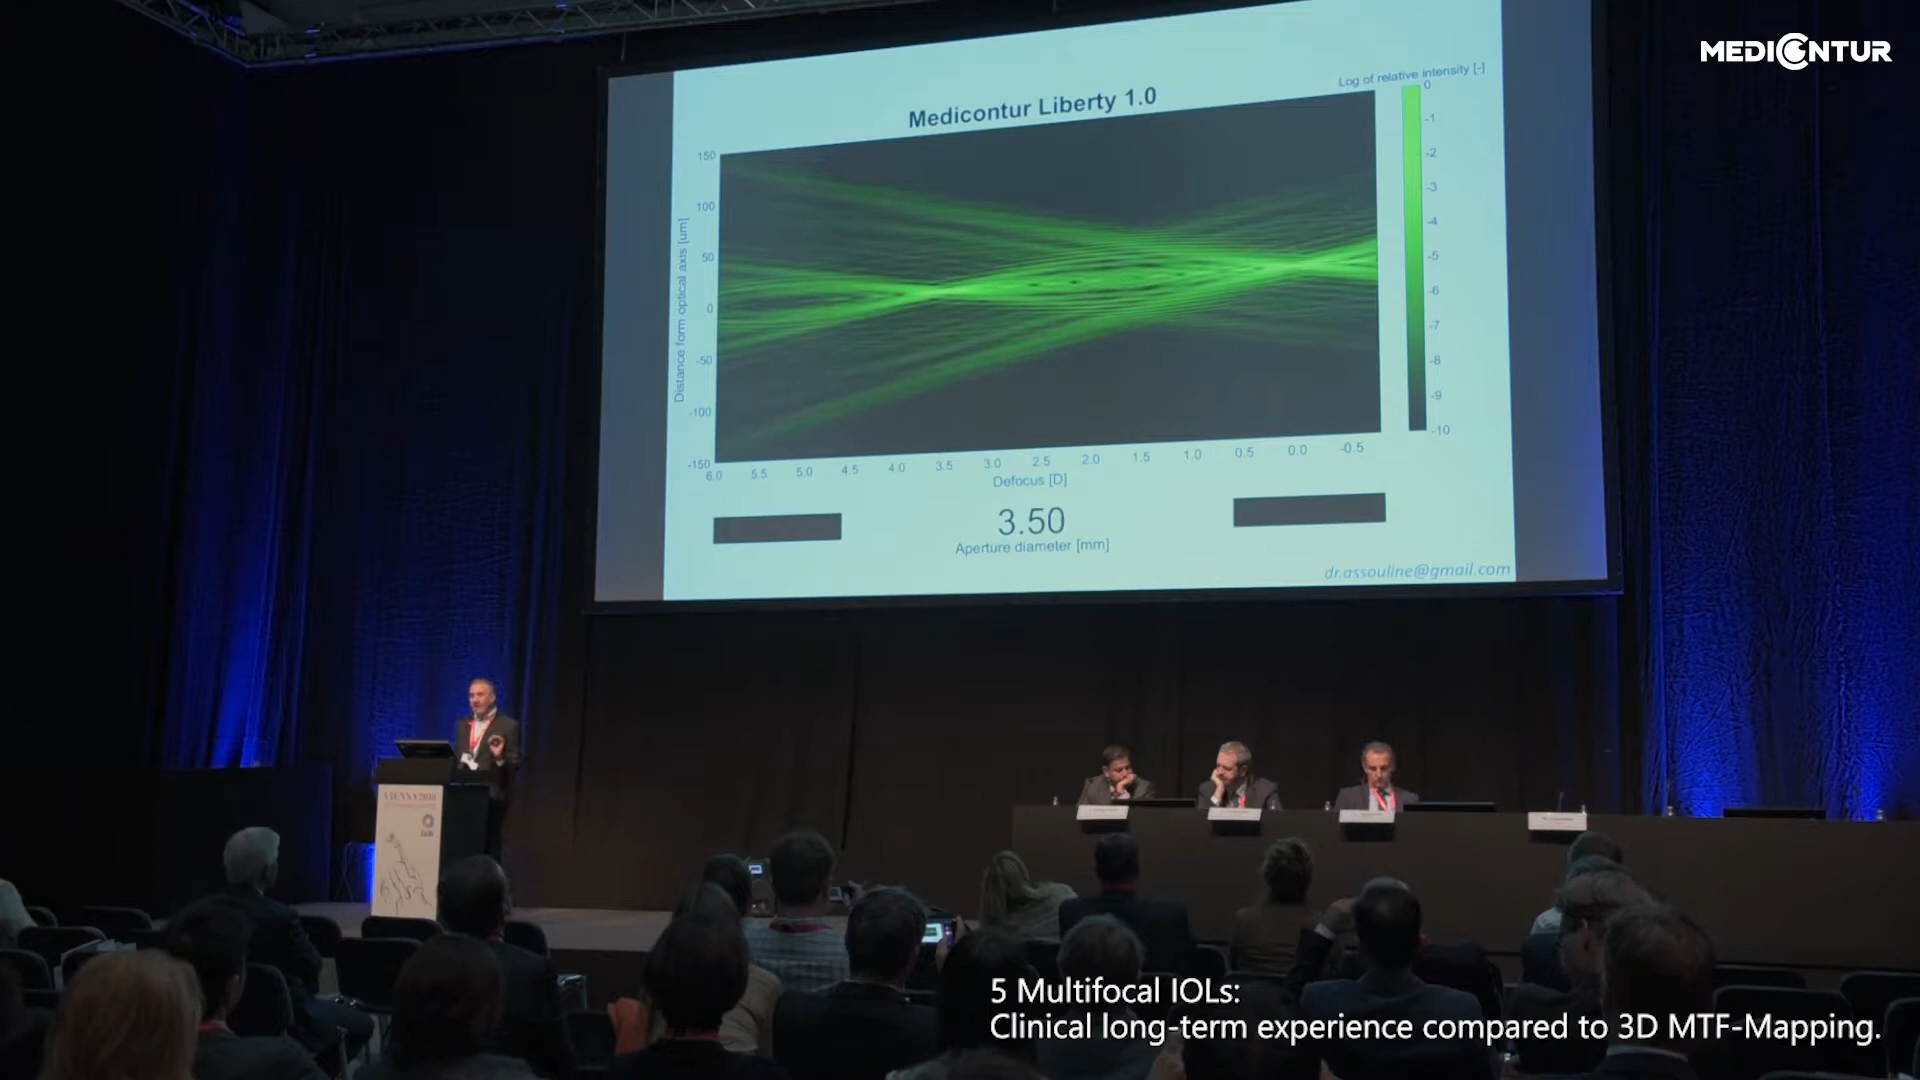 MEDICONTUR
Log of relative intensity [-]
Medicontur Liberty 1.0
0
-1
-2
-3
-4
-5
-6
-7
-8
-9
-10
150
100
50
0
-50
-100
-150
Distance form optical axis [um]
6.0 5.5 5.0 4.5 4.0 3.5 3.0 2.5 2.0 1.5 1.0 0.5 0.0 -0.5
Defocus [D]
3.50
Aperture diameter [mm]
dr.assouline@gmail.com
VIENNA 2018
5 Multifocal IOLs:
Clinical long-term experience compared to 3D MTF-Mapping.